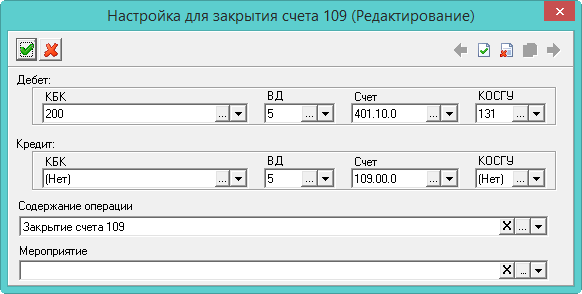 Настройка для закрытия счета 109 (Редактирование)
Дебет:
КБК ВД Счет КОСГУ
200 ... 5 ... 401.10.0 ... 131 ...
Кредит:
КБК ВД Счет КОСГУ
(Нет) ... 5 ... 109.00.0 ... (Нет) ...
Содержание операции
Закрытие счета 109 X ...
Мероприятие
X ...